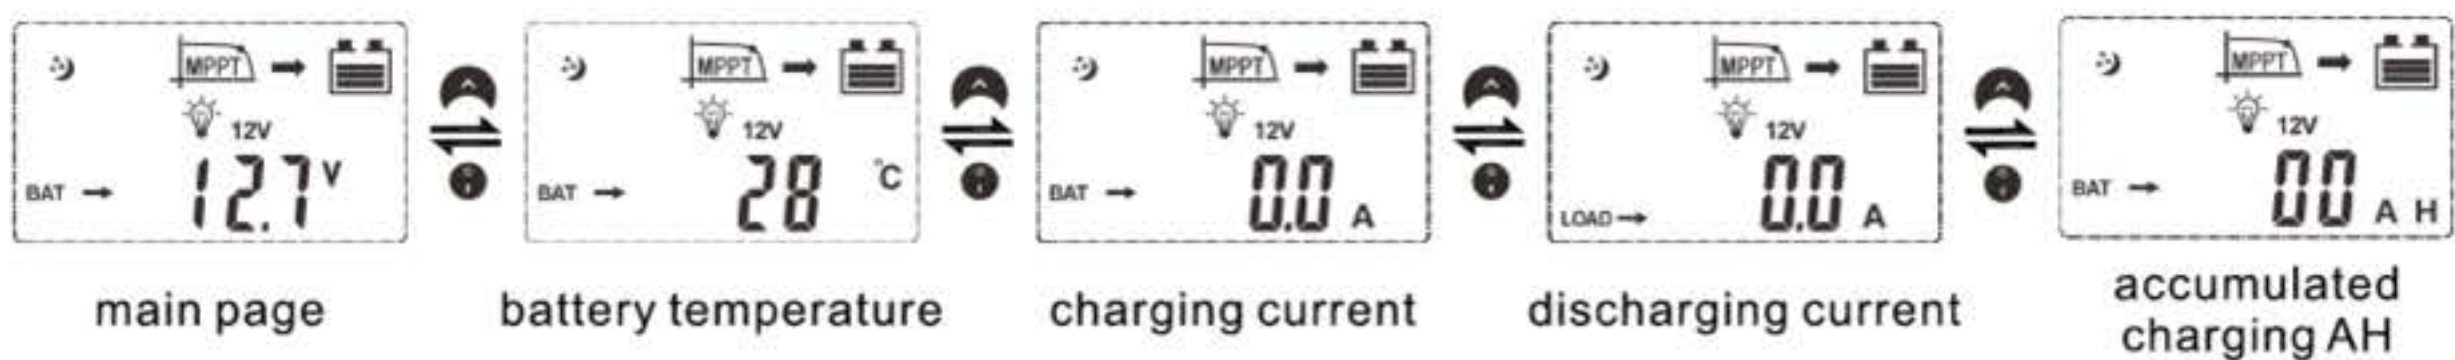 MPPT
12V
BAT 12.7 V
main page
MPPT
12V
BAT 28 °C
battery temperature
MPPT
12V
BAT 0.0 A
charging current
MPPT
12V
LOAD 0.0 A
discharging current
MPPT
12V
BAT 00 A H
accumulated
charging AH